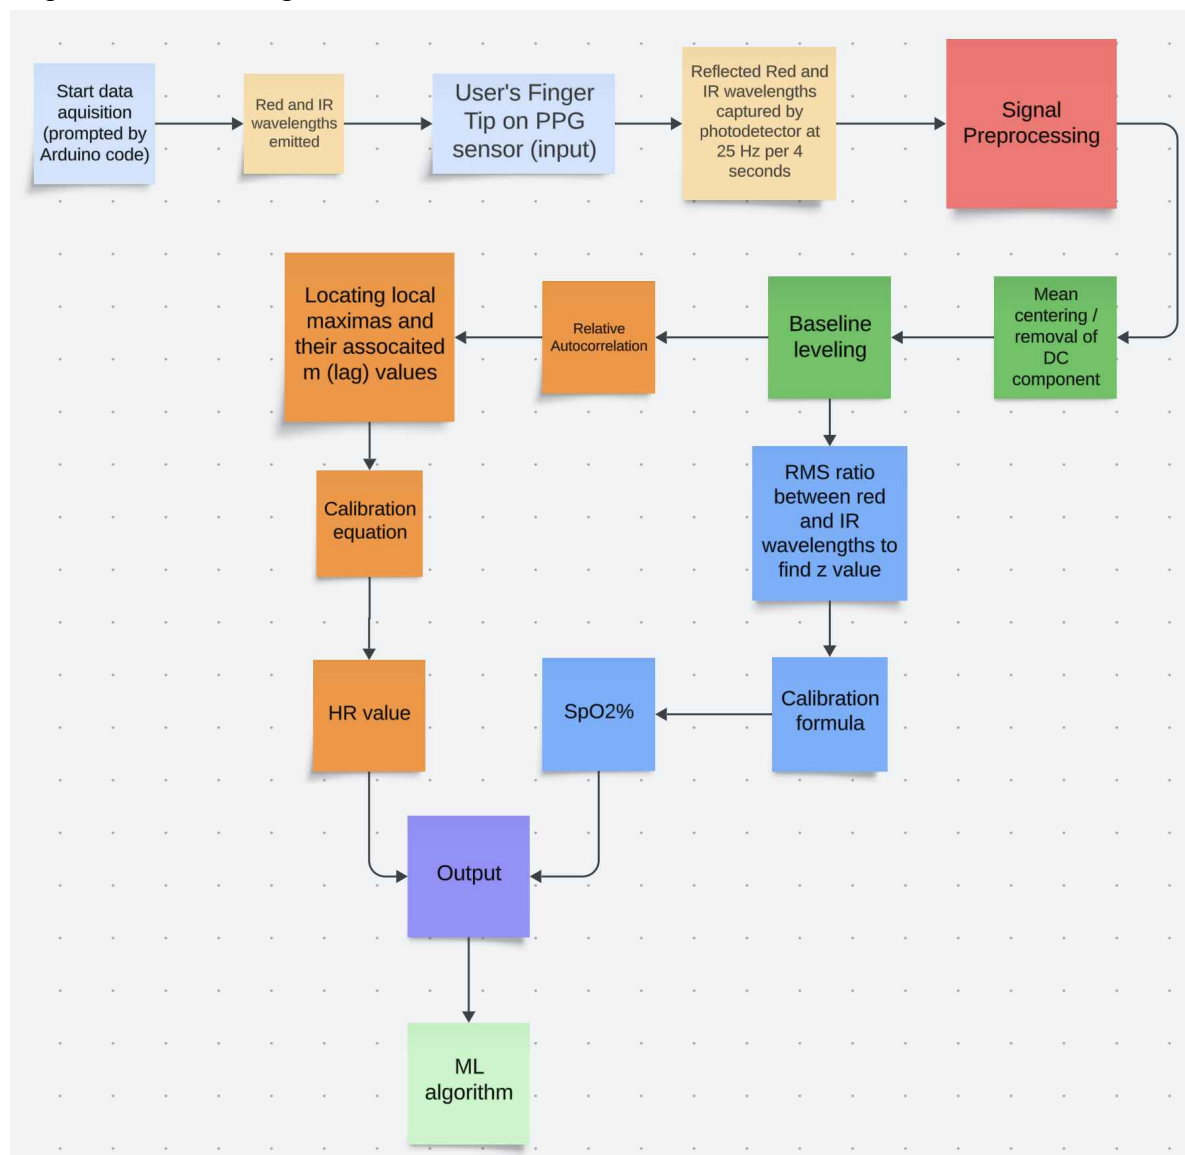 Start data
aquisition
(prompted by
Arduino code)
Red and IR
wavelengths
emitted
User's Finger
Tip on PPG
sensor (input)
Reflected Red and
IR wavelengths
captured by
photodetector at
25 Hz per 4
seconds
Signal
Preprocessing
Mean
centering /
removal of
DC
component
Baseline
leveling
Relative
Autocorrelation
Locating local
maximas and
their assocaited
m (lag) values
Calibration
equation
HR value
RMS ratio
between red
and IR
wavelengths to
find z value
Calibration
formula
SpO2%
Output
ML
algorithm